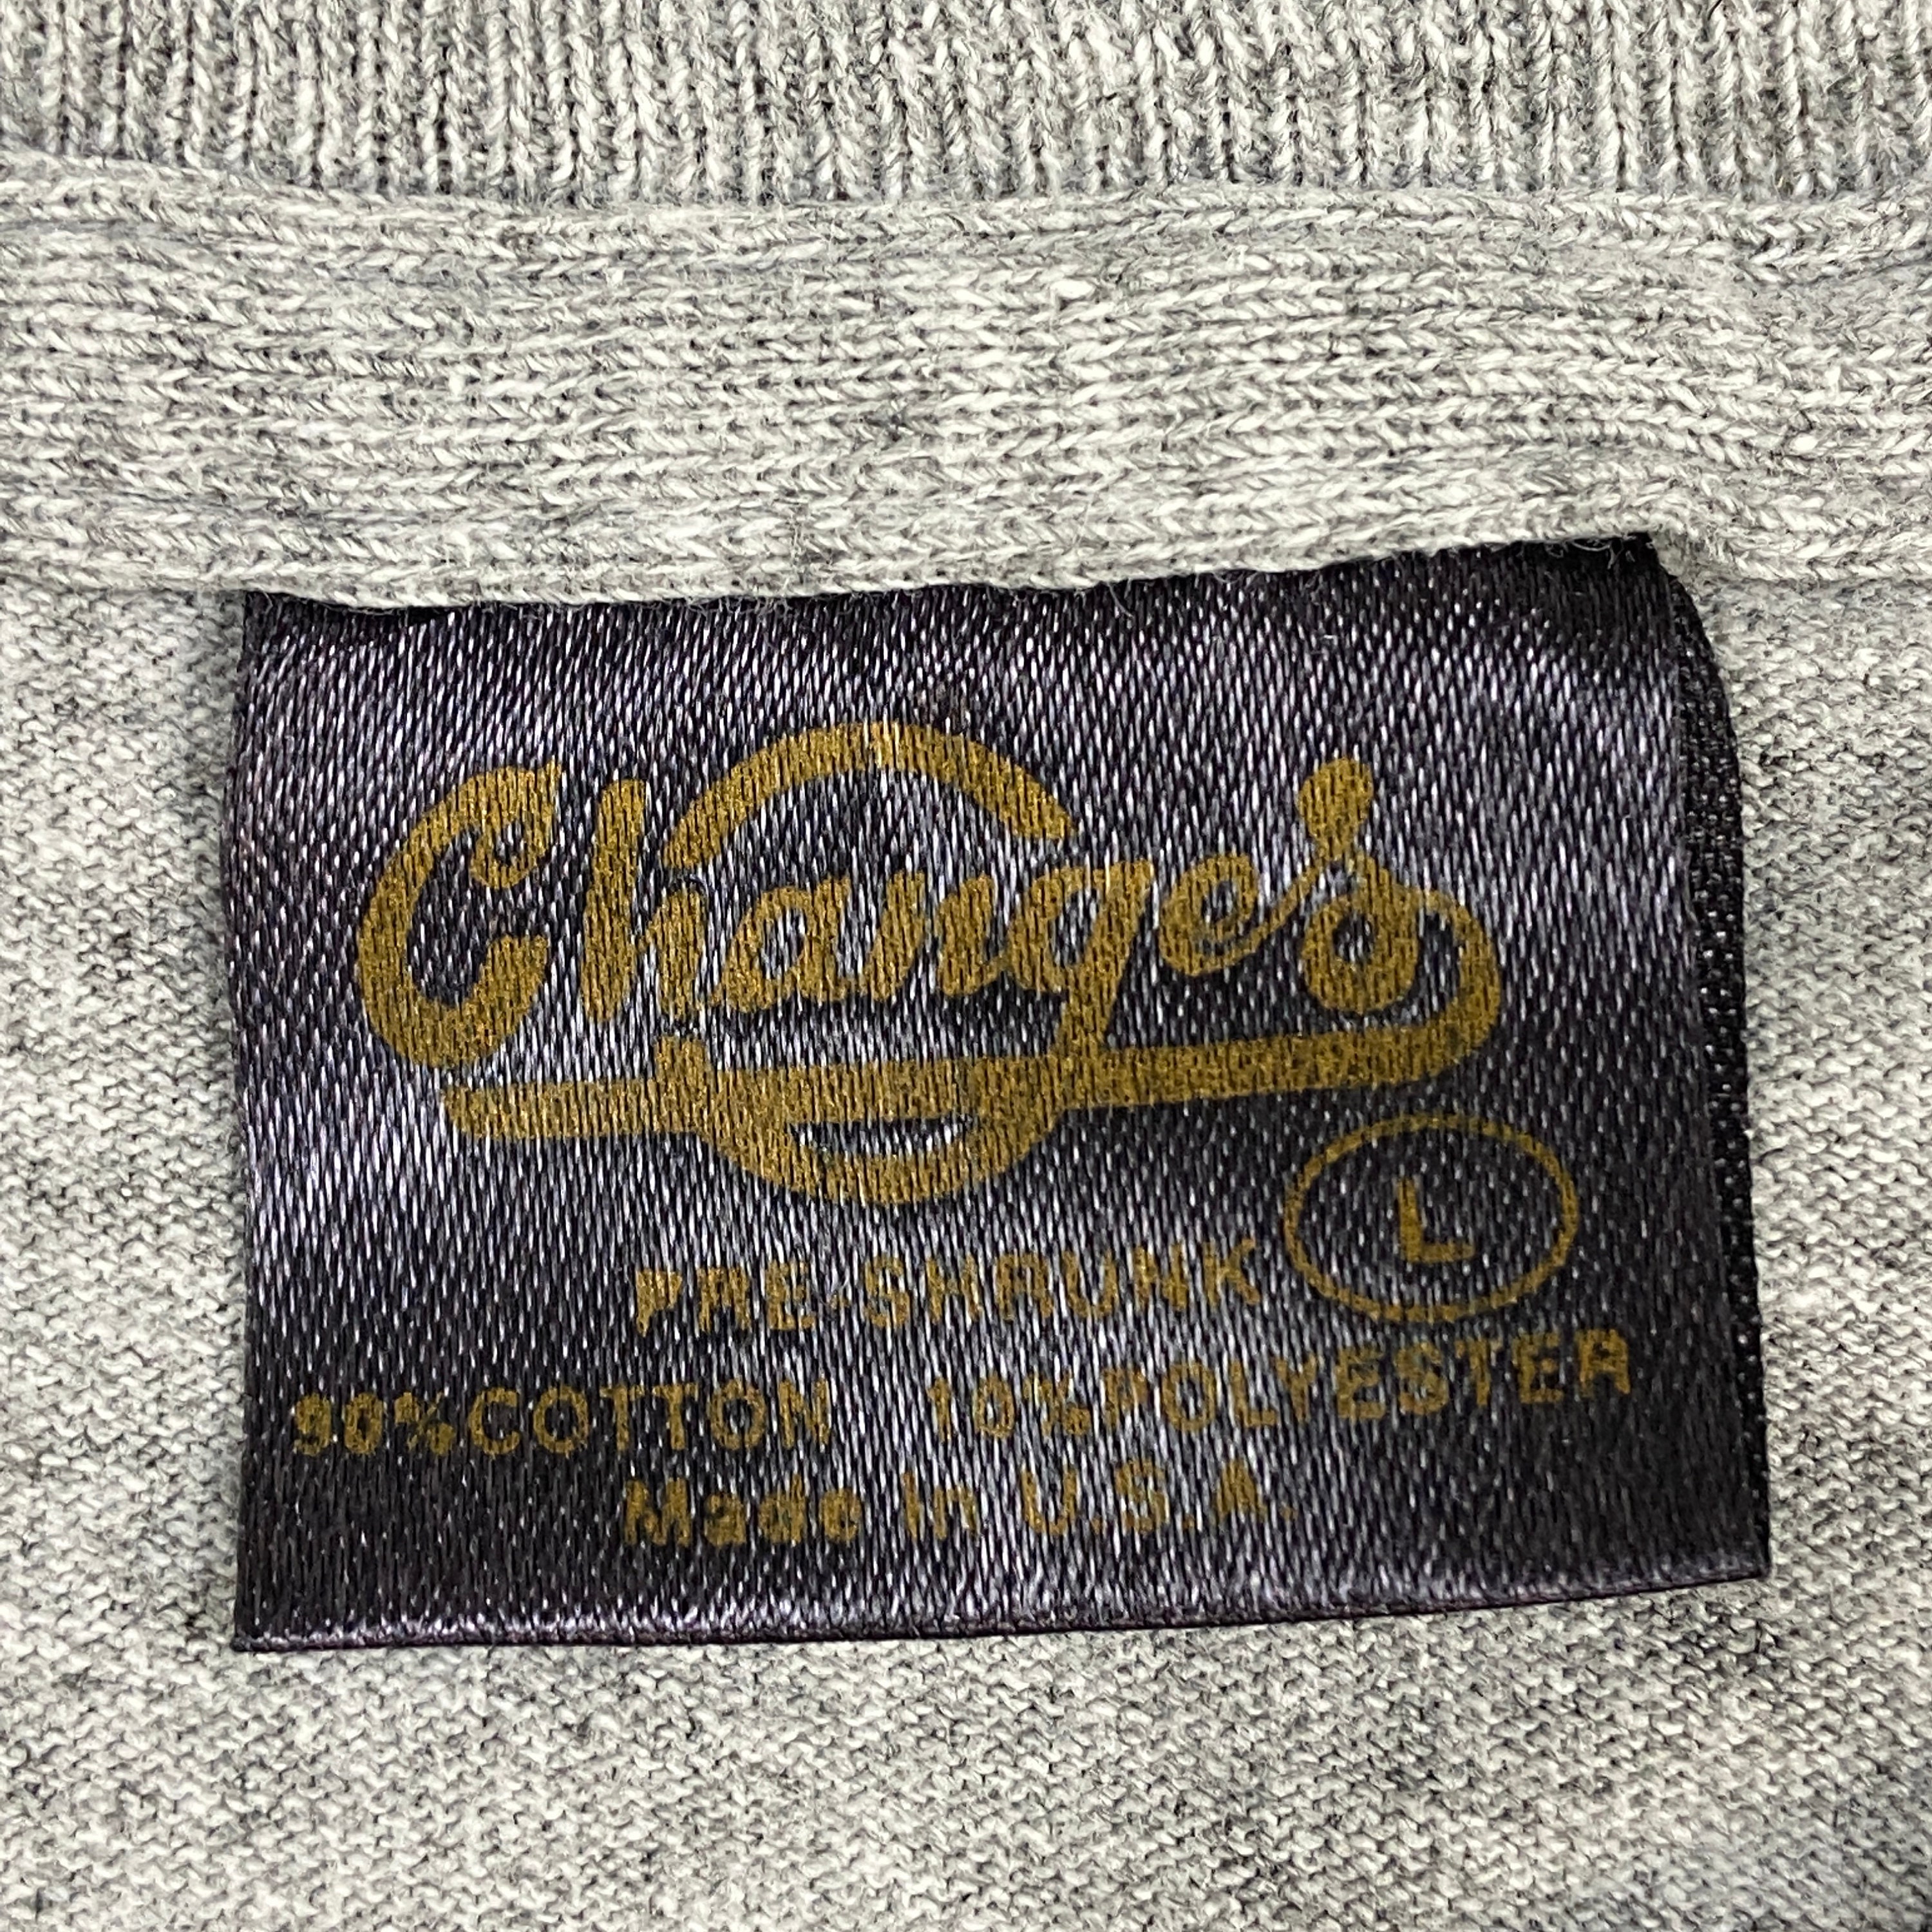 Changes
L
PRE-SHRUNK
90%COTTON 10%POLYESTER
Made In U.S.A.